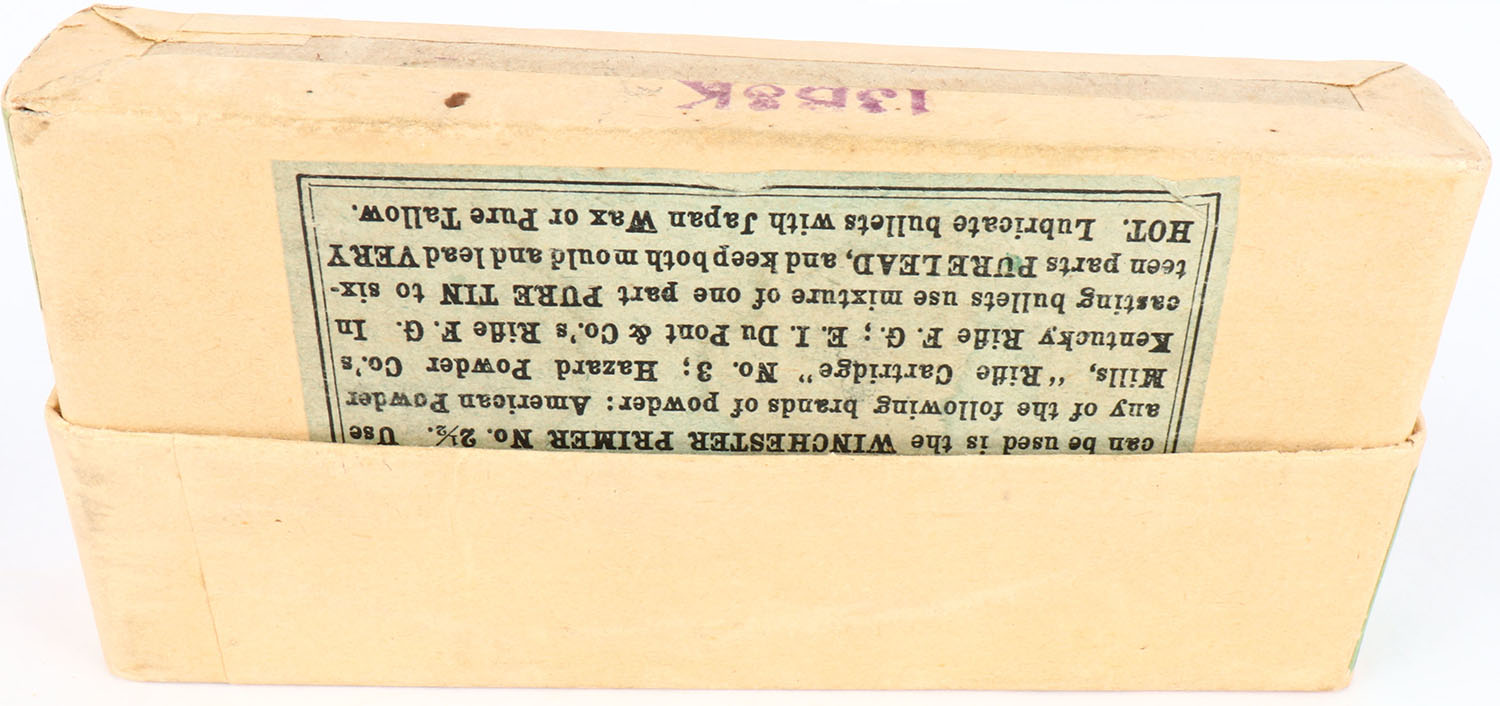 can be used is the WINCHESTER PRIMER No. 2½. Use
any of the following brands of powder: American Powder
Mills, "Rifle Cartridge" No. 3; Hazard Powder Co.'s
Kentucky Rifle F. G.; E. I. Du Pont & Co.'s Rifle F. G. In
casting bullets use mixture of one part PURE TIN to six-
teen parts PURE LEAD, and keep both mould and lead VERY
HOT. Lubricate bullets with Japan Wax or Pure Tallow.